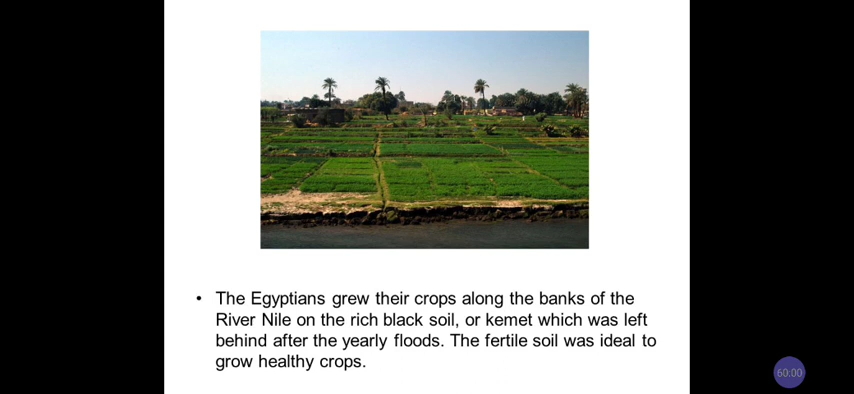 • The Egyptians grew their crops along the banks of the
River Nile on the rich black soil, or kemet which was left
behind after the yearly floods. The fertile soil was ideal to
grow healthy crops.
60:00